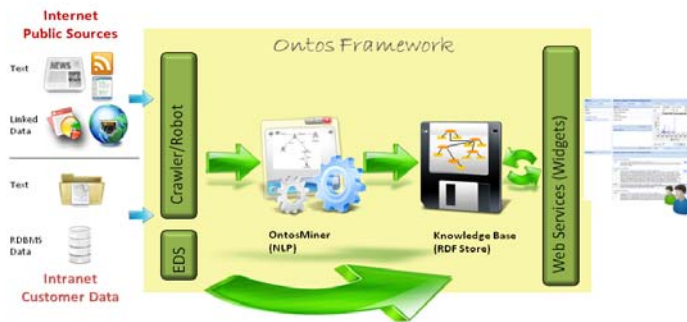 Internet
Public Sources
Text
NEWS
Linked
Data
Text
RDBMS
Data
Intranet
Customer Data
Ontos Framework
Crawler/Robot
EDS
OntosMiner
(NLP)
Knowledge Base
(RDF Store)
Web Services (Widgets)